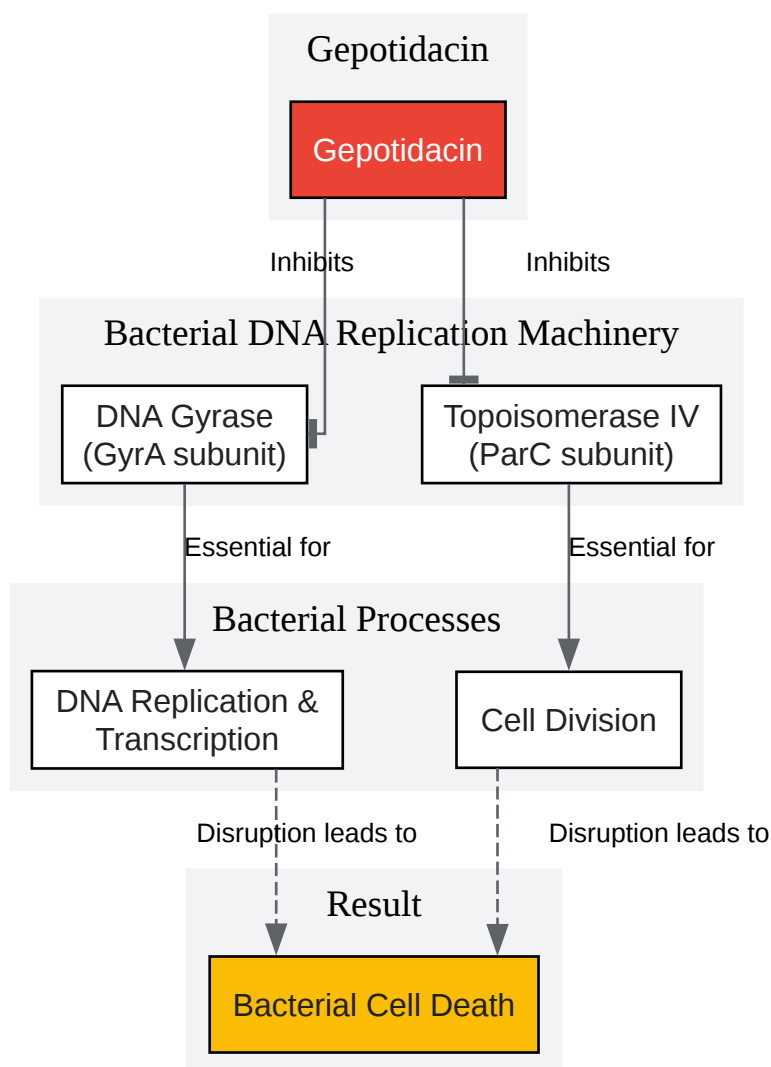 Gepotidacin
Gepotidacin
Inhibits
Inhibits
Bacterial DNA Replication Machinery
DNA Gyrase
(GyrA subunit)
Topoisomerase IV
(ParC subunit)
Essential for
Essential for
Bacterial Processes
DNA Replication &
Transcription
Cell Division
Disruption leads to
Disruption leads to
Result
Bacterial Cell Death